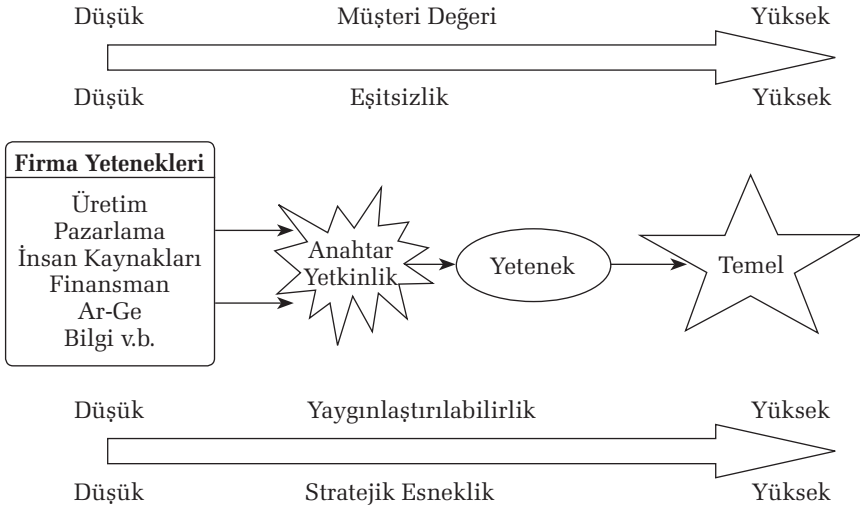 Düşük Müşteri Değeri Yüksek
Düşük Eşitsizlik Yüksek
Firma Yetenekleri
Üretim
Pazarlama
İnsan Kaynakları
Finansman
Ar-Ge
Bilgi v.b.
Anahtar
Yetkinlik
Yetenek
Temel
Düşük Yaygınlaştırılabilirlik Yüksek
Düşük Stratejik Esneklik Yüksek